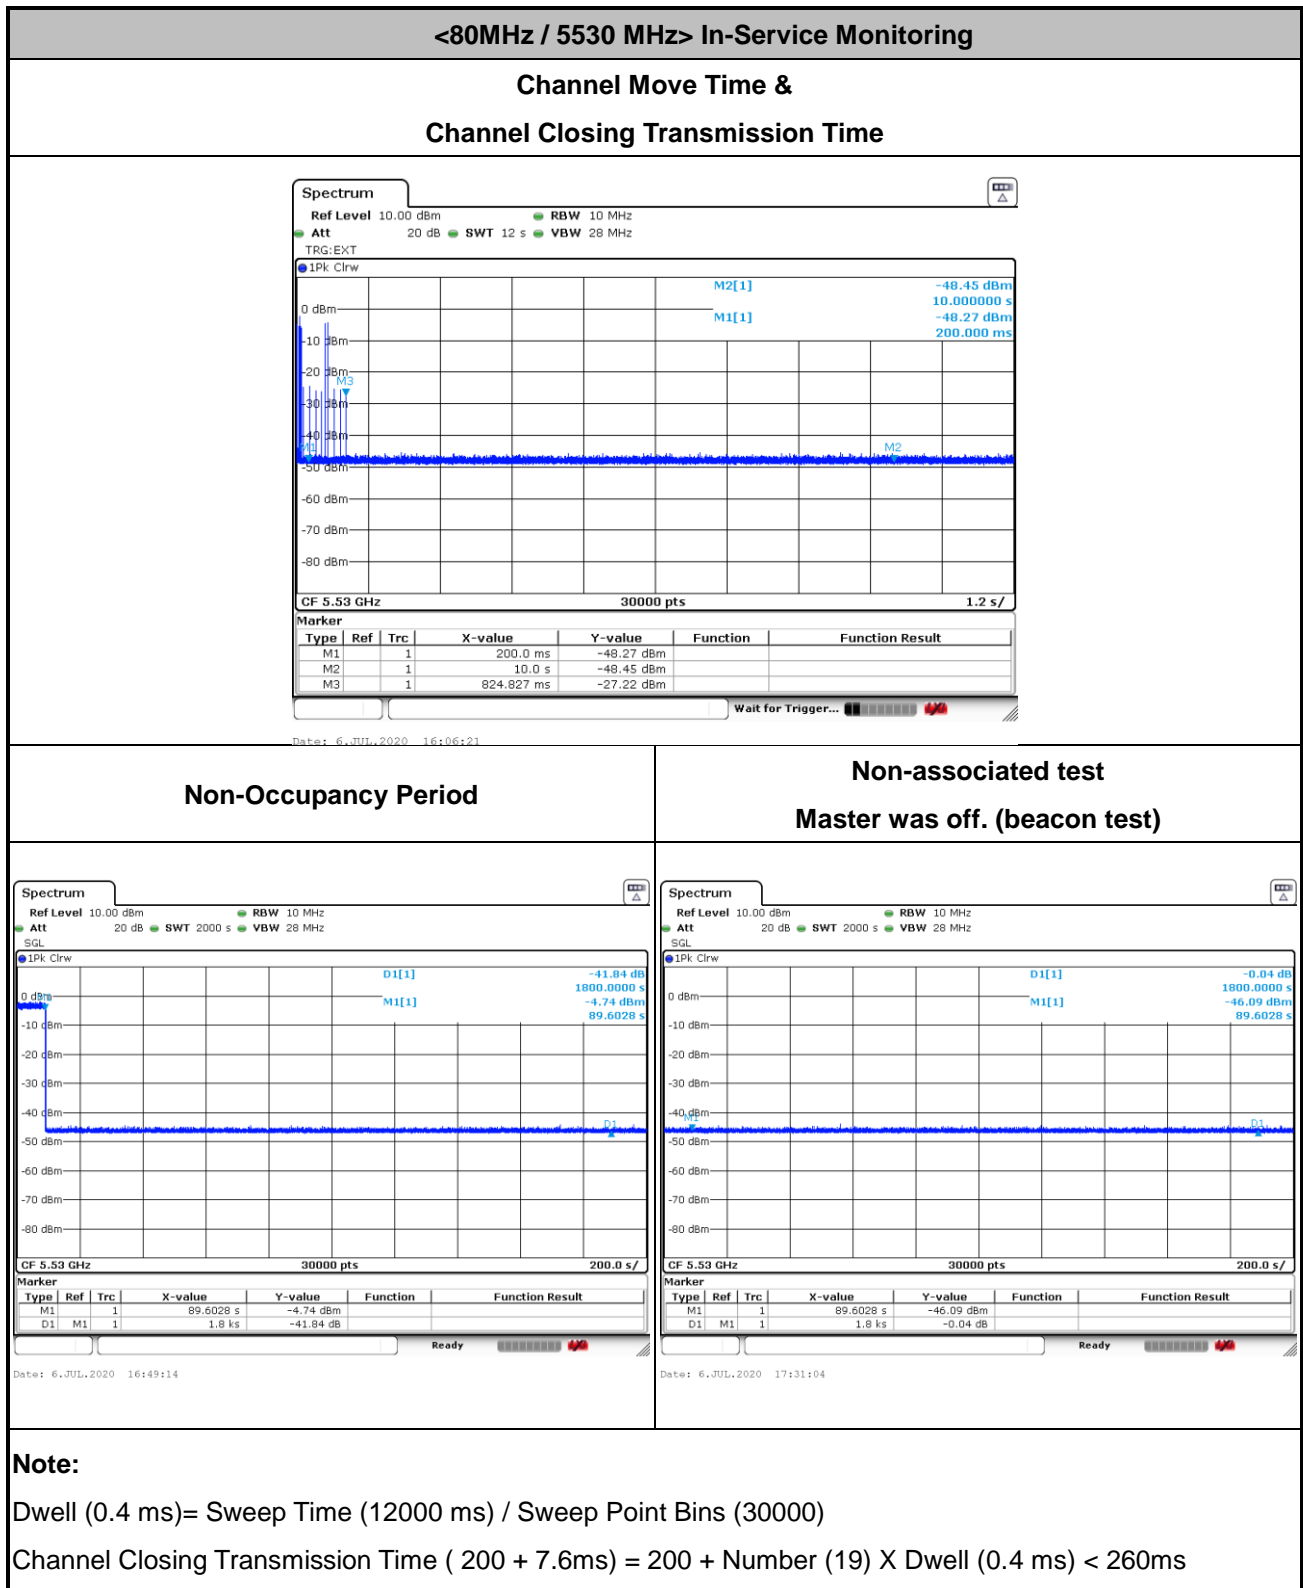 <80MHz / 5530 MHz> In-Service Monitoring
Channel Move Time &
Channel Closing Transmission Time
Spectrum
Ref Level 10.00 dBm RBW 10 MHz
Att 20 dB SWT 12 s VBW 28 MHz
TRG:EXT
1Pk Clrw
M2[1] -48.45 dBm
10.000000 s
0 dBm
M1[1] -48.27 dBm
200.000 ms
-10 dBm
-20 dBm
M3
-30 dBm
-40 dBm
M1 M2
-50 dBm
-60 dBm
-70 dBm
-80 dBm
CF 5.53 GHz 30000 pts 1.2 s/
Marker
Type Ref Trc X-value Y-value Function Function Result
M1 1 200.0 ms -48.27 dBm
M2 1 10.0 s -48.45 dBm
M3 1 824.827 ms -27.22 dBm
Wait for Trigger...
Date: 6.JUL.2020 16:06:21
Non-Occupancy Period
Non-associated test
Master was off. (beacon test)
Spectrum
Ref Level 10.00 dBm RBW 10 MHz
Att 20 dB SWT 2000 s VBW 28 MHz
SGL
1Pk Clrw
D1[1] -41.84 dB
1800.0000 s
0 dBm
M1[1] -4.74 dBm
89.6028 s
-10 dBm
-20 dBm
-30 dBm
-40 dBm
D1
-50 dBm
-60 dBm
-70 dBm
-80 dBm
CF 5.53 GHz 30000 pts 200.0 s/
Marker
Type Ref Trc X-value Y-value Function Function Result
M1 1 89.6028 s -4.74 dBm
D1 M1 1 1.8 ks -41.84 dB
Ready
Date: 6.JUL.2020 16:49:14
Spectrum
Ref Level 10.00 dBm RBW 10 MHz
Att 20 dB SWT 2000 s VBW 28 MHz
SGL
1Pk Clrw
D1[1] -0.04 dB
1800.0000 s
0 dBm
M1[1] -46.09 dBm
89.6028 s
-10 dBm
-20 dBm
-30 dBm
-40 dBm
M1 D1
-50 dBm
-60 dBm
-70 dBm
-80 dBm
CF 5.53 GHz 30000 pts 200.0 s/
Marker
Type Ref Trc X-value Y-value Function Function Result
M1 1 89.6028 s -46.09 dBm
D1 M1 1 1.8 ks -0.04 dB
Ready
Date: 6.JUL.2020 17:31:04
Note:
Dwell (0.4 ms)= Sweep Time (12000 ms) / Sweep Point Bins (30000)
Channel Closing Transmission Time ( 200 + 7.6ms) = 200 + Number (19) X Dwell (0.4 ms) < 260ms